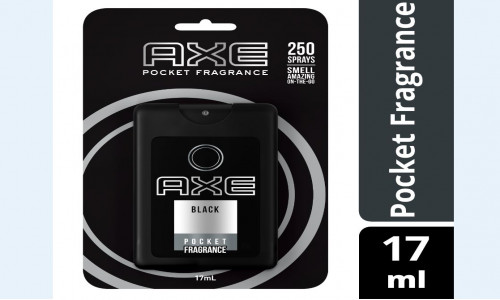 AXE
POCKET FRAGRANCE
250
SPRAYS
SMELL
AMAZING
ON-THE-GO
AXE
BLACK
POCKET
FRAGRANCE
17mL
Pocket Fragrance
17
ml